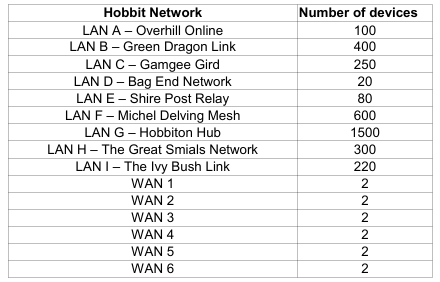 Hobbit Network Number of devices
LAN A – Overhill Online 100
LAN B – Green Dragon Link 400
LAN C – Gamgee Gird 250
LAN D – Bag End Network 20
LAN E – Shire Post Relay 80
LAN F – Michel Delving Mesh 600
LAN G – Hobbiton Hub 1500
LAN H – The Great Smials Network 300
LAN I – The Ivy Bush Link 220
WAN 1 2
WAN 2 2
WAN 3 2
WAN 4 2
WAN 5 2
WAN 6 2